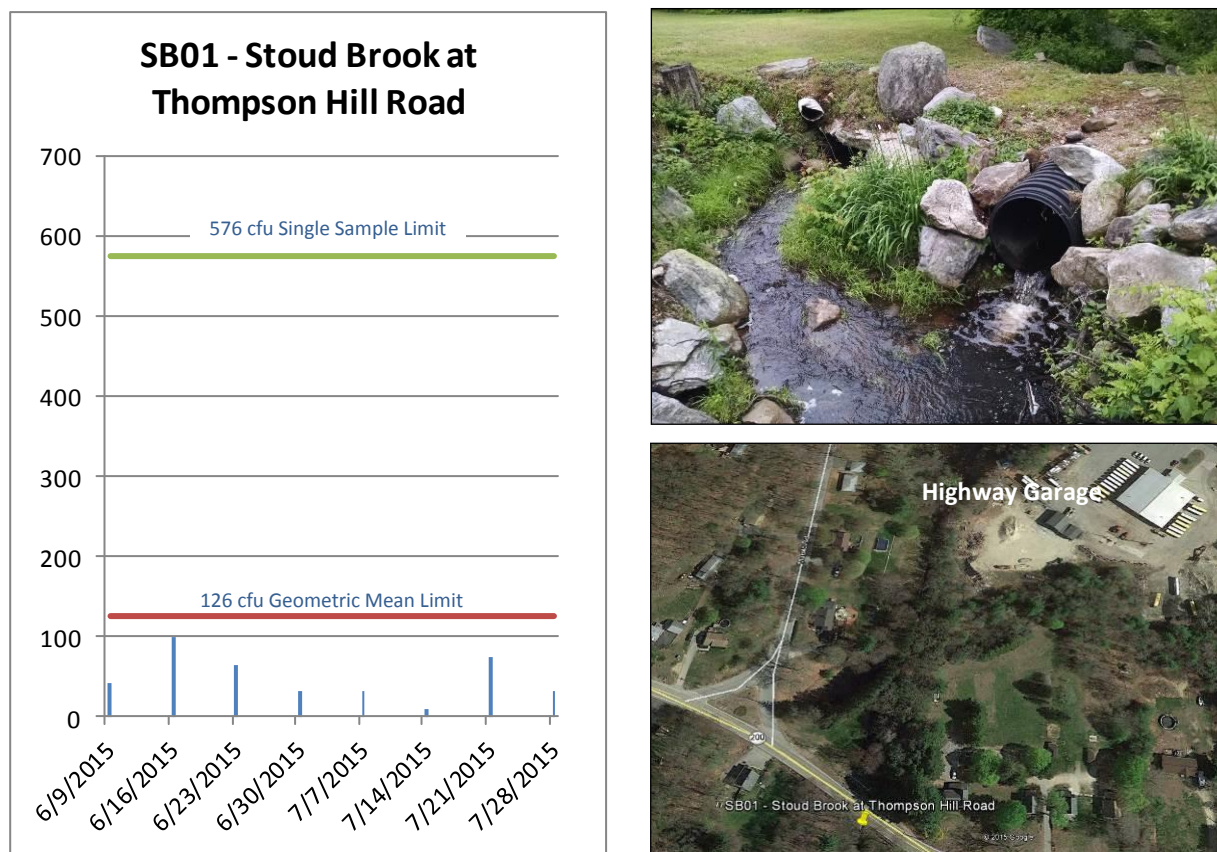 SB01 - Stoud Brook at
Thompson Hill Road
700
600
500
400
300
200
100
0
576 cfu Single Sample Limit
126 cfu Geometric Mean Limit
6/9/2015
6/16/2015
6/23/2015
6/30/2015
7/7/2015
7/14/2015
7/21/2015
7/28/2015
Highway Garage
200
SB01 - Stoud Brook at Thompson Hill Road
© 2015 Google